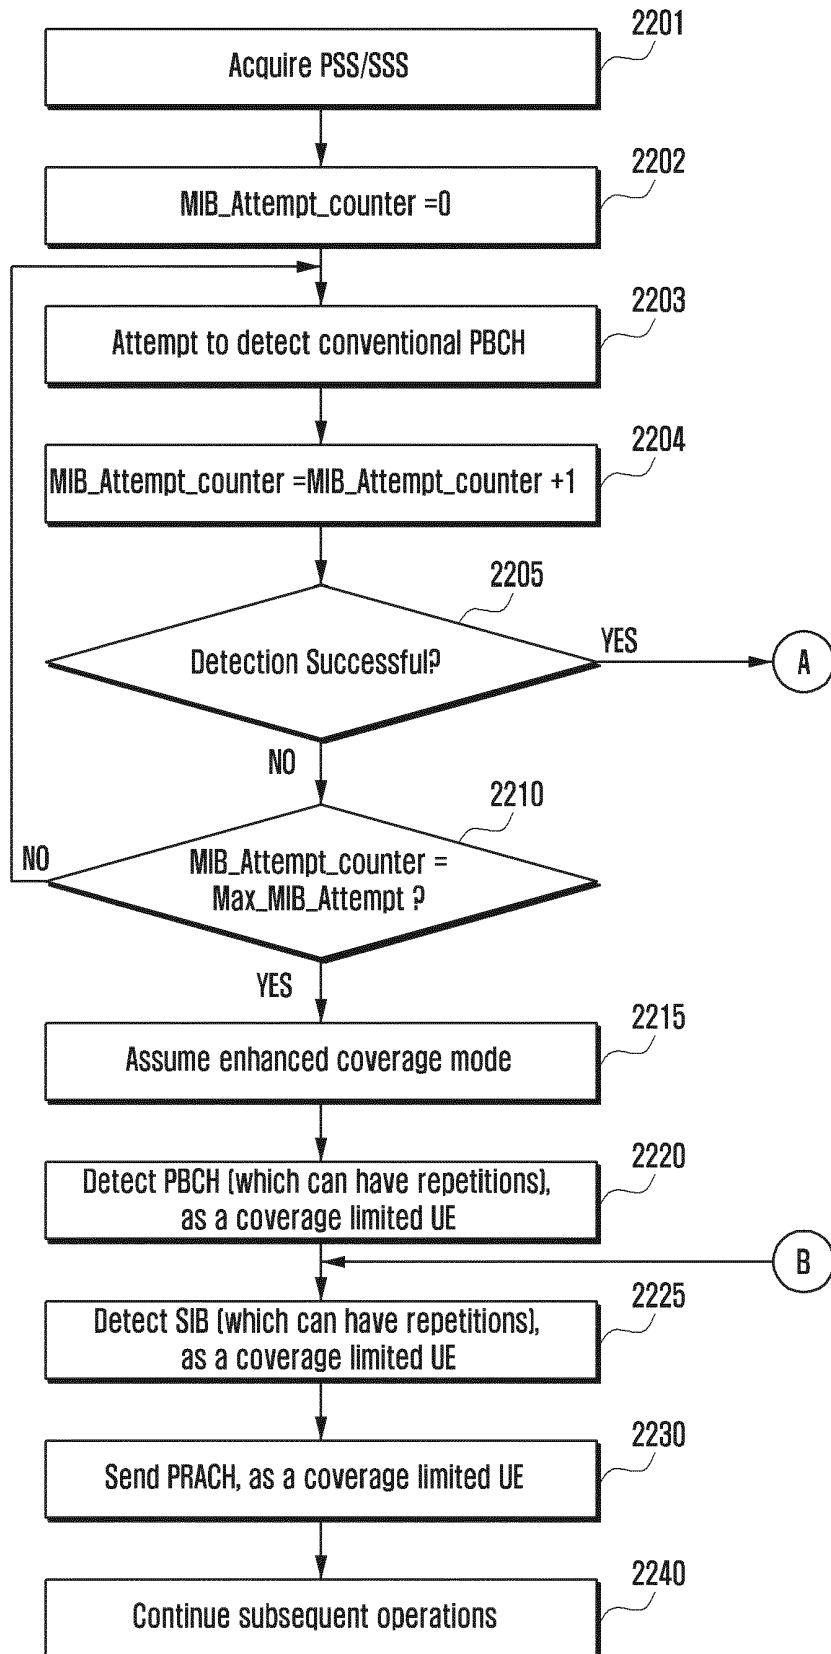 2201
Acquire PSS/SSS
2202
MIB_Attempt_counter =0
2203
Attempt to detect conventional PBCH
2204
MIB_Attempt_counter =MIB_Attempt_counter +1
2205
Detection Successful?
YES
A
NO
2210
MIB_Attempt_counter =
Max_MIB_Attempt ?
NO
YES
2215
Assume enhanced coverage mode
2220
Detect PBCH (which can have repetitions),
as a coverage limited UE
B
2225
Detect SIB (which can have repetitions),
as a coverage limited UE
2230
Send PRACH, as a coverage limited UE
2240
Continue subsequent operations